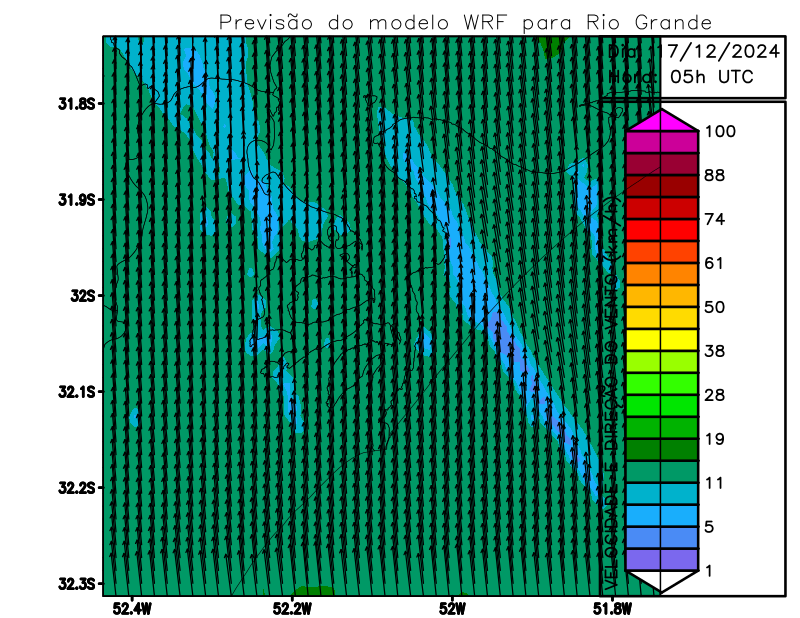 Previsão do modelo WRF para Rio Grande
Dia: 17/12/2024
Hora: 05h UTC
31.8S
31.9S
32S
32.1S
32.2S
32.3S
52.4W
52.2W
52W
51.8W
VELOCIDADE E DIREÇÃO DO VENTO (km/h)
100
88
74
61
50
38
28
19
11
5
1